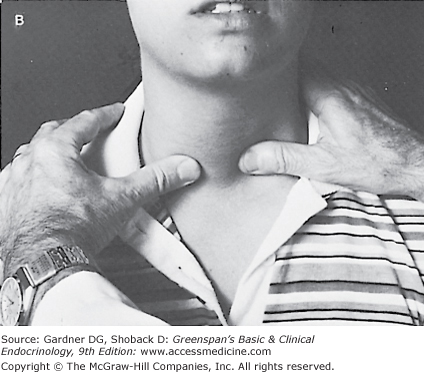 B
Source: Gardner DG, Shoback D: Greenspan's Basic & Clinical
Endocrinology, 9th Edition: www.accessmedicine.com
Copyright © The McGraw-Hill Companies, Inc. All rights reserved.